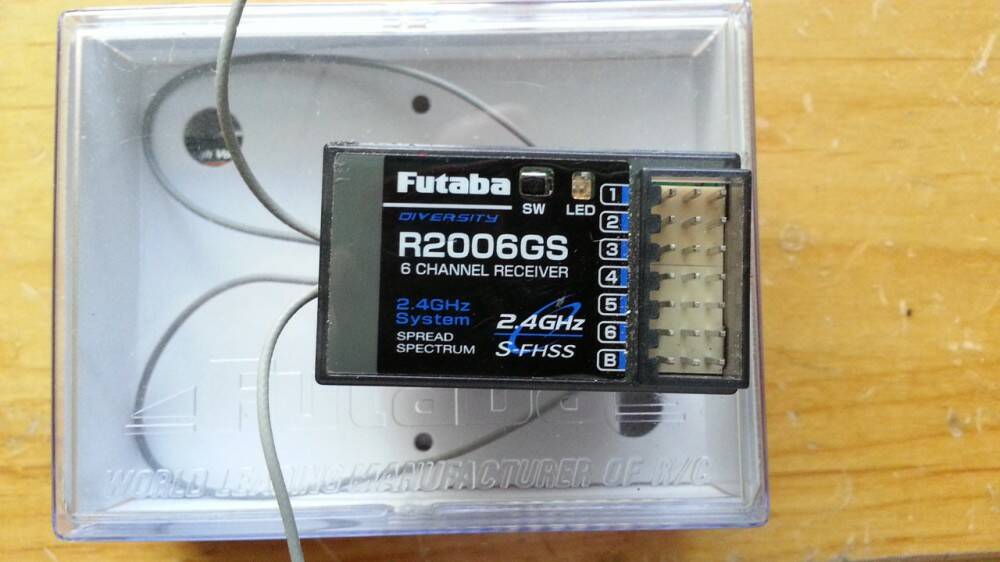 Futaba
SW
LED
DIVERSITY
R2006GS
6 CHANNEL RECEIVER
2.4GHz
System
SPREAD
SPECTRUM
2.4GHz
S-FHSS
1
2
3
4
5
6
B
Futaba
WORLD LEADING MANUFACTURER OF R/C